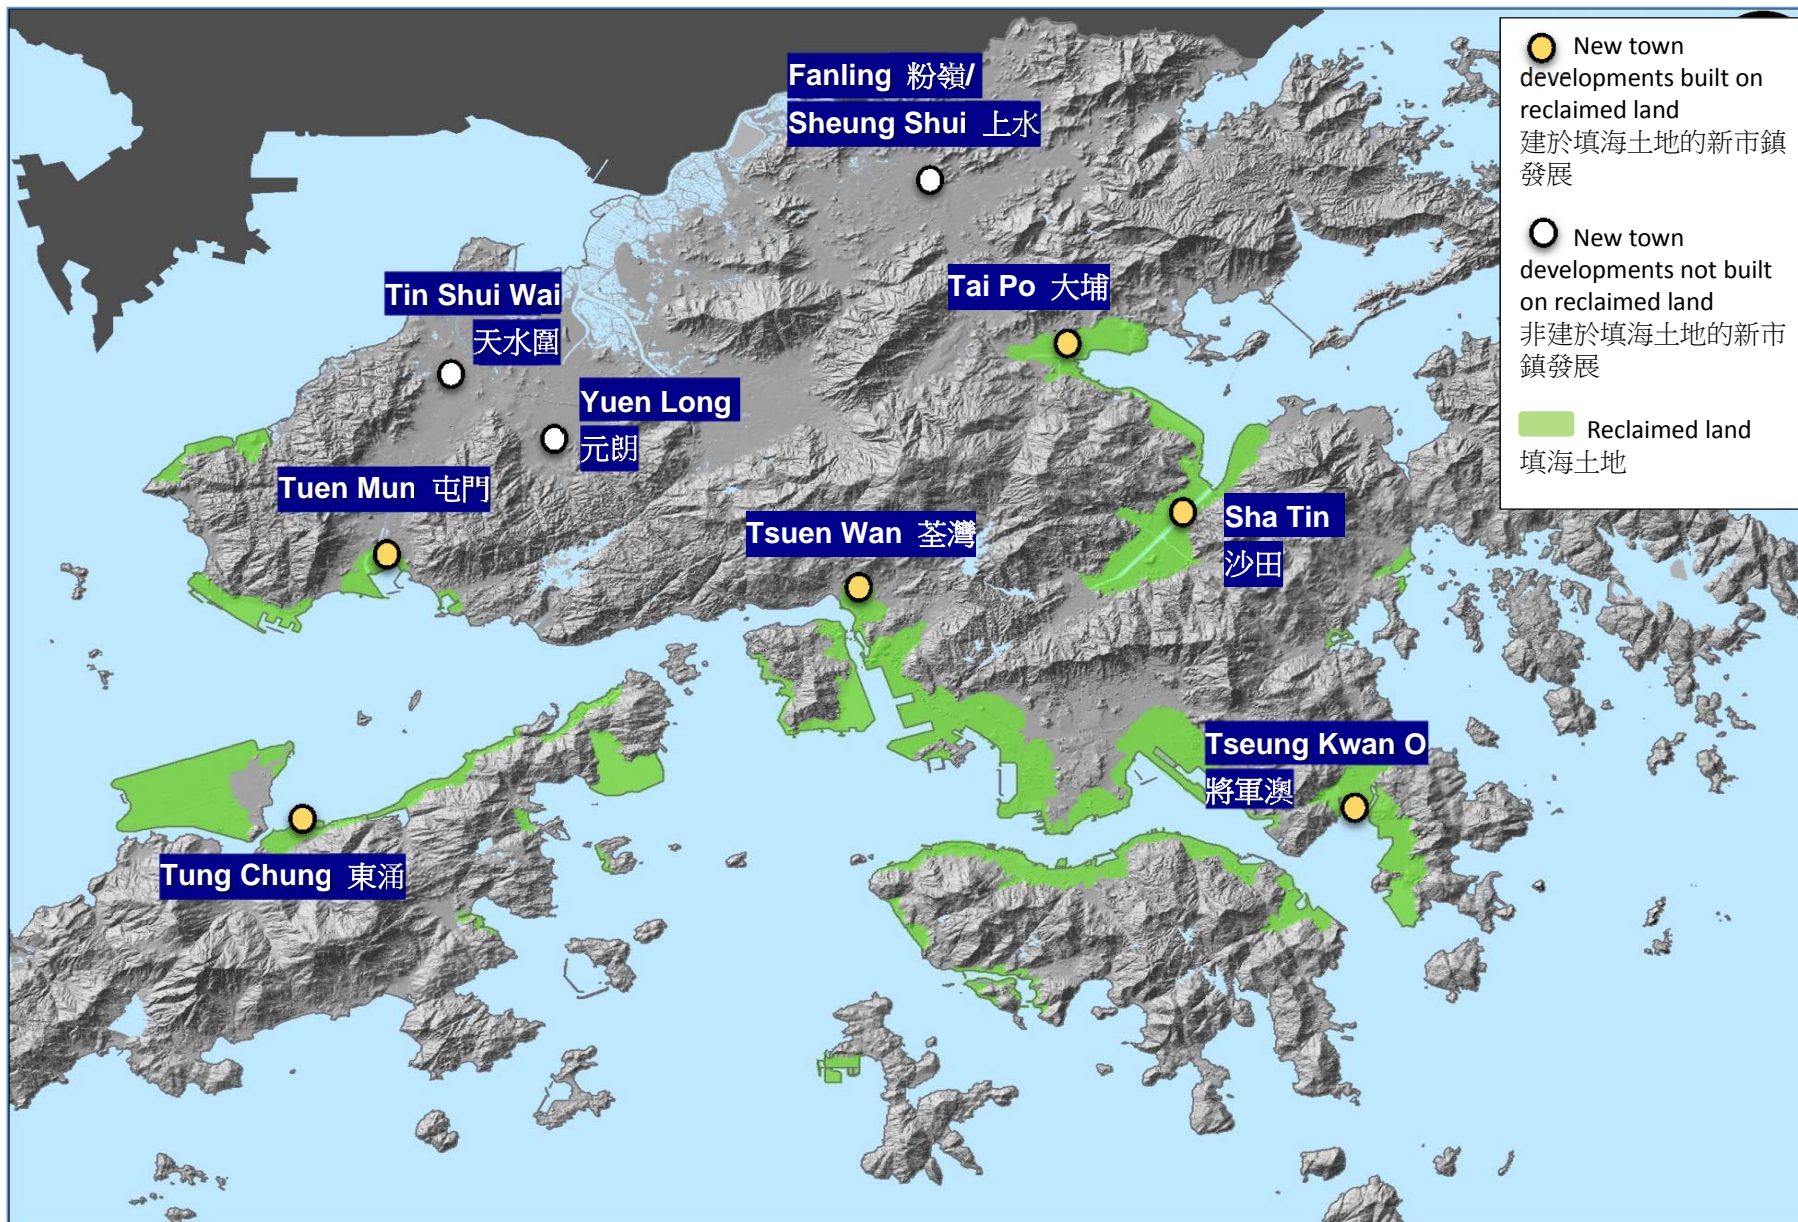 Fanling 粉嶺/
Sheung Shui 上水
Tin Shui Wai
天水圍
Yuen Long
元朗
Tai Po 大埔
Tuen Mun 屯門
Tsuen Wan 荃灣
Sha Tin
沙田
Tseung Kwan O
將軍澳
Tung Chung 東涌
New town
developments built on
reclaimed land
建於填海土地的新市鎮
發展
New town
developments not built
on reclaimed land
非建於填海土地的新市
鎮發展
Reclaimed land
填海土地